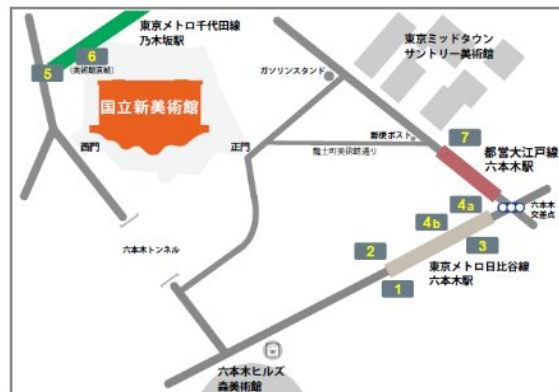 東京メトロ千代田線
乃木坂駅
6
(美術館直結)
5
国立新美術館
西門
正門
ガソリンスタンド
東京ミッドタウン
サントリー美術館
郵便ポスト
龍土町美術館通り
7
都営大江戸線
六本木駅
4a
六本木
交差点
4b
3
2
1
東京メトロ日比谷線
六本木駅
六本木トンネル
六本木ヒルズ
森美術館